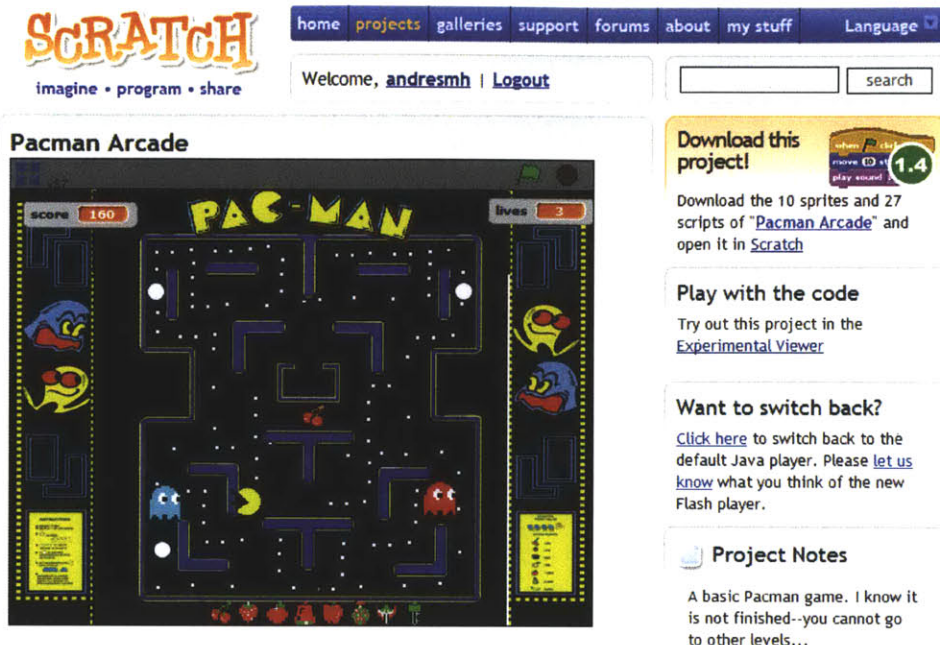 SCRATCH
imagine • program • share
home projects galleries support forums about my stuff Language
Welcome, andresmh | Logout
search
Pacman Arcade
score 160
PAC-MAN
lives 3
Download this
project!
when
move 10
play sound
1.4
Download the 10 sprites and 27
scripts of "Pacman Arcade" and
open it in Scratch
Play with the code
Try out this project in the
Experimental Viewer
Want to switch back?
Click here to switch back to the
default Java player. Please let us
know what you think of the new
Flash player.
Project Notes
A basic Pacman game. I know it
is not finished--you cannot go
to other levels...